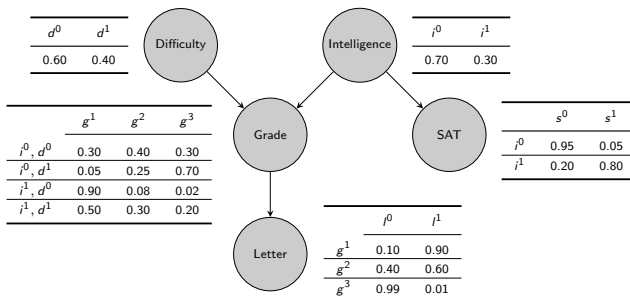 d⁰ d¹
0.60 0.40
Difficulty
Intelligence
i⁰ i¹
0.70 0.30
g¹ g² g³
i⁰, d⁰ 0.30 0.40 0.30
i⁰, d¹ 0.05 0.25 0.70
i¹, d⁰ 0.90 0.08 0.02
i¹, d¹ 0.50 0.30 0.20
Grade
SAT
s⁰ s¹
i⁰ 0.95 0.05
i¹ 0.20 0.80
Letter
l⁰ l¹
g¹ 0.10 0.90
g² 0.40 0.60
g³ 0.99 0.01